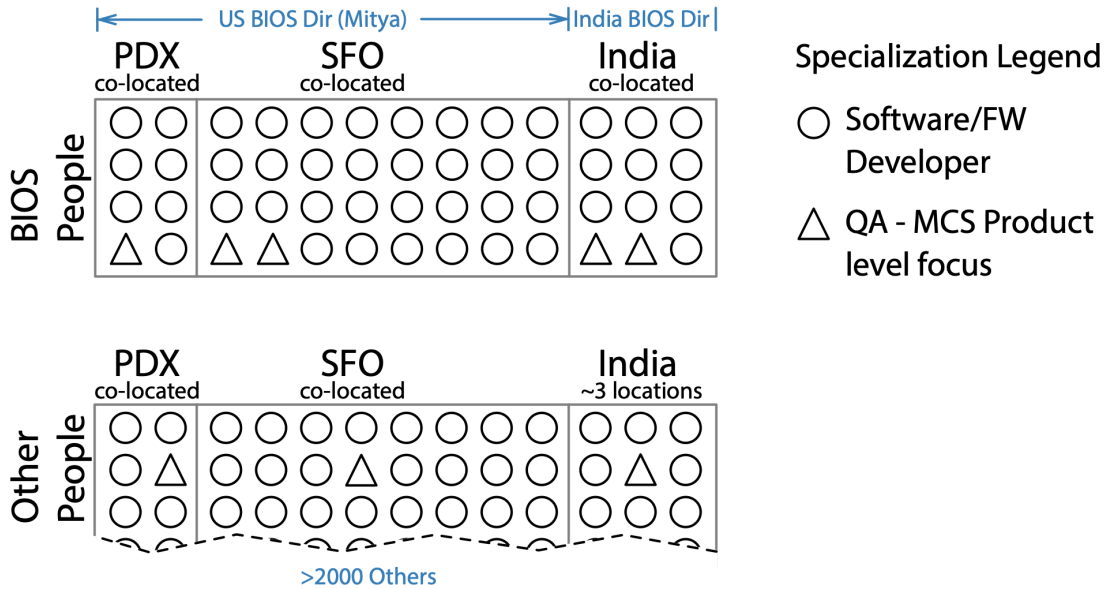 US BIOS Dir (Mitya)
India BIOS Dir
PDX
co-located
SFO
co-located
India
co-located
BIOS
People
Specialization Legend
Software/FW
Developer
QA - MCS Product
level focus
PDX
co-located
SFO
co-located
India
~3 locations
Other
People
>2000 Others